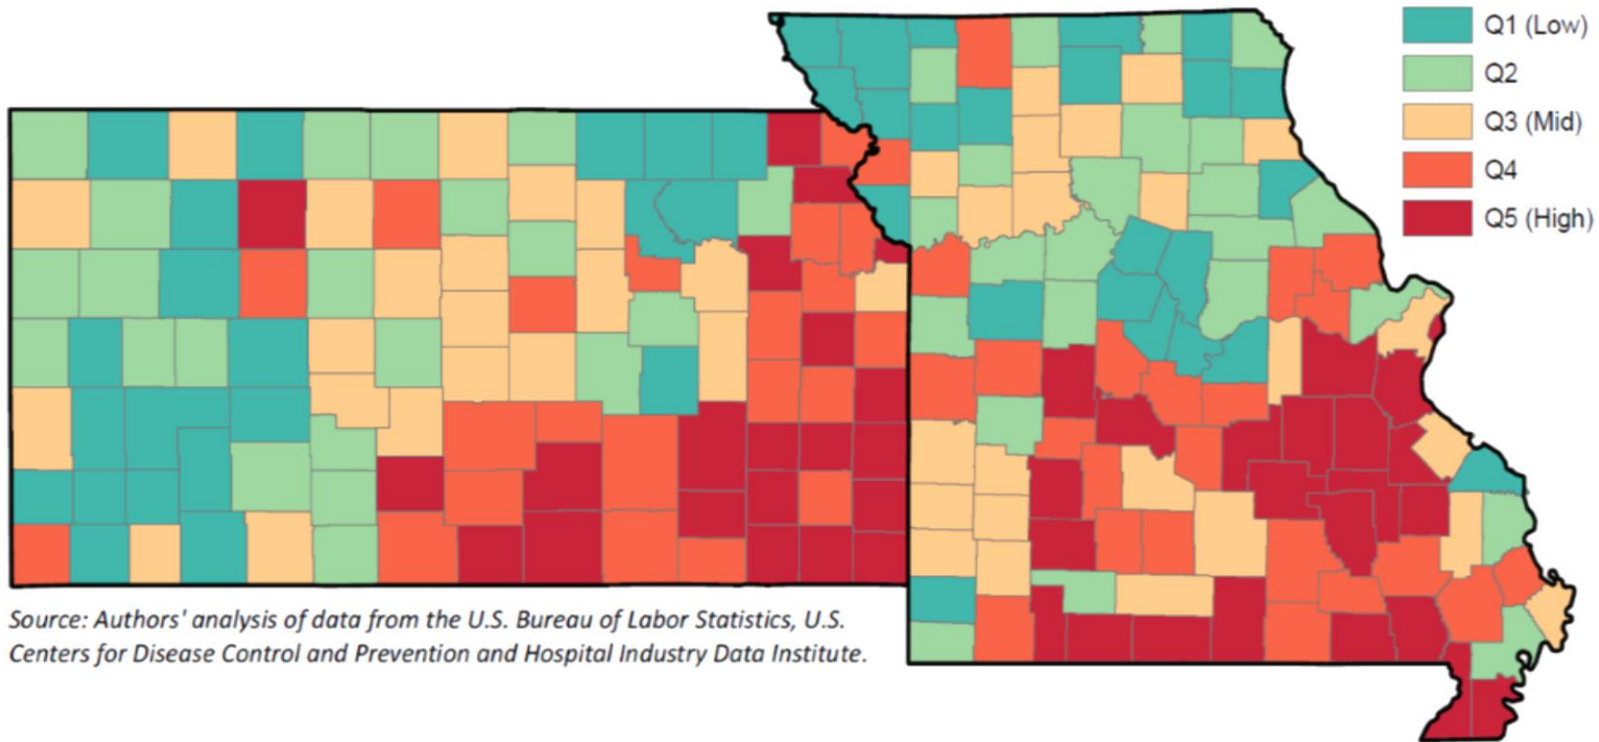 Q1 (Low)
Q2
Q3 (Mid)
Q4
Q5 (High)
Source: Authors' analysis of data from the U.S. Bureau of Labor Statistics, U.S.
Centers for Disease Control and Prevention and Hospital Industry Data Institute.